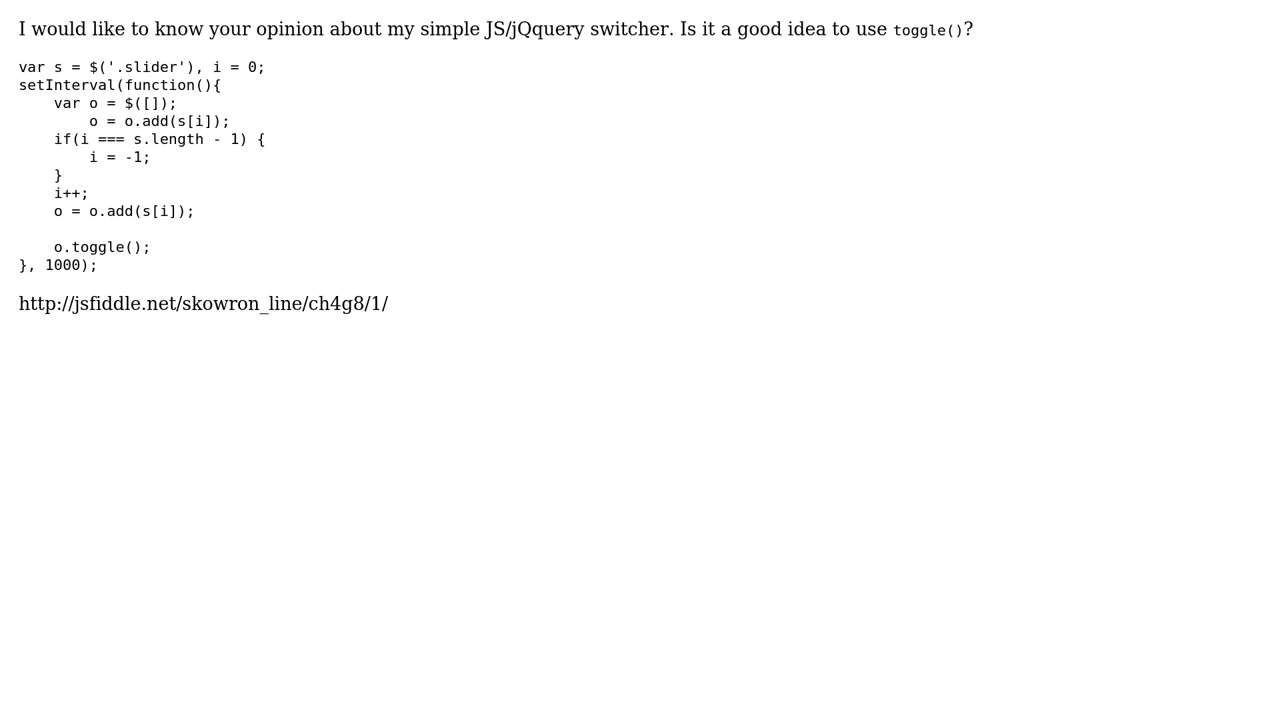 I would like to know your opinion about my simple JS/jQquery switcher. Is it a good idea to use toggle()?
var s = $('.slider'), i = 0;
setInterval(function(){
    var o = $([]);
        o = o.add(s[i]);
    if(i === s.length - 1) {
        i = -1;
    }
    i++;
    o = o.add(s[i]);

    o.toggle();
}, 1000);
http://jsfiddle.net/skowron_line/ch4g8/1/